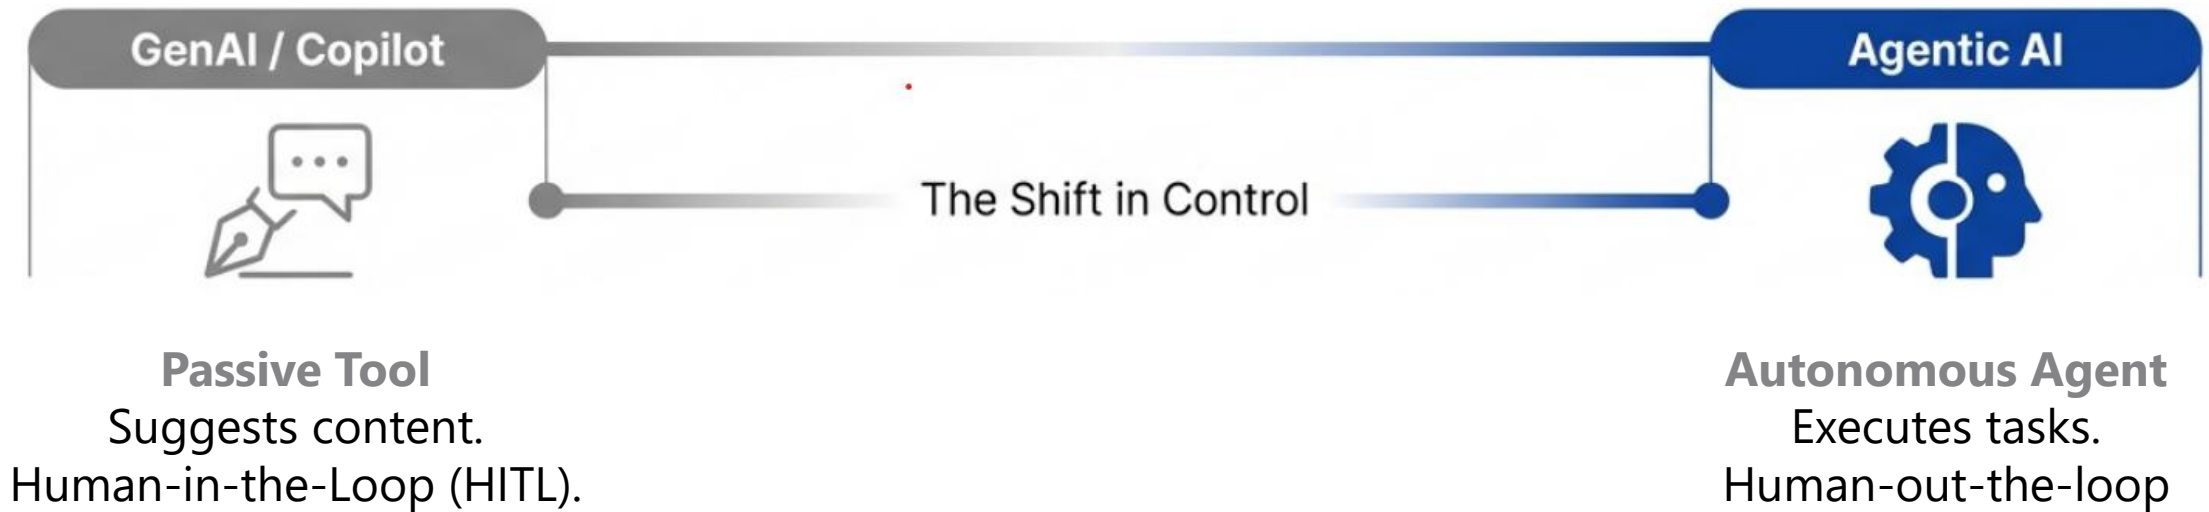 GenAI / Copilot
Agentic AI
The Shift in Control
Passive Tool
Suggests content.
Human-in-the-Loop (HITL).
Autonomous Agent
Executes tasks.
Human-out-the-loop